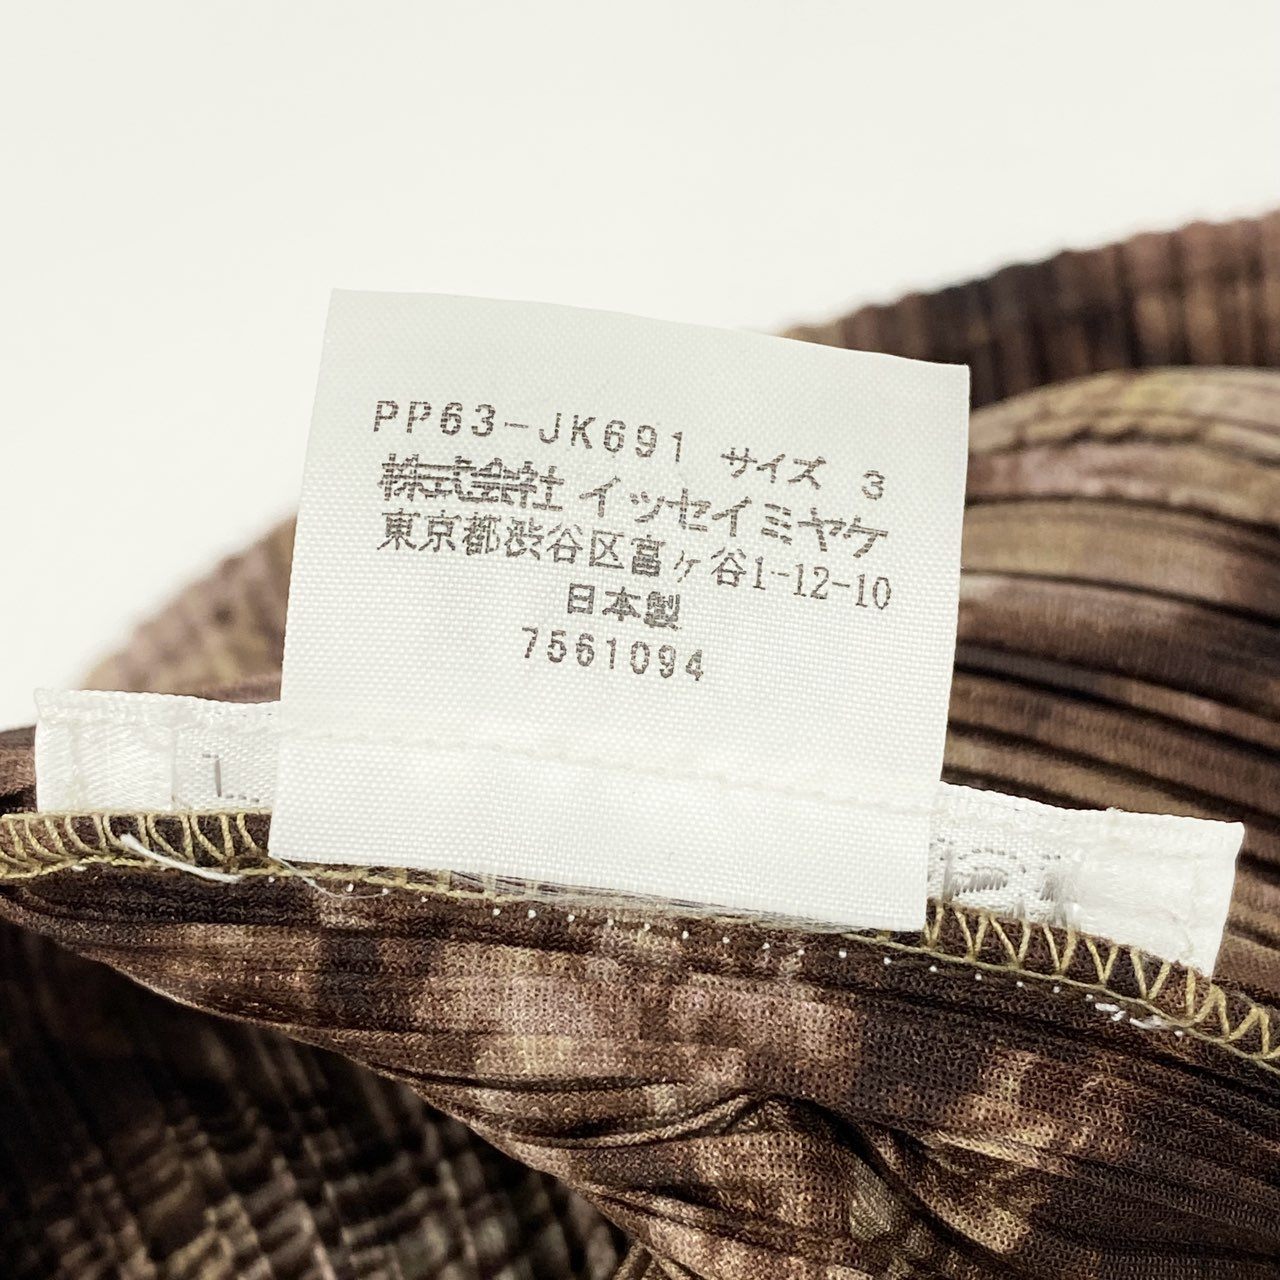 PP63-JK691 サイズ 3
株式会社 イッセイミヤケ
東京都渋谷区富ヶ谷1-12-10
日本製
7561094